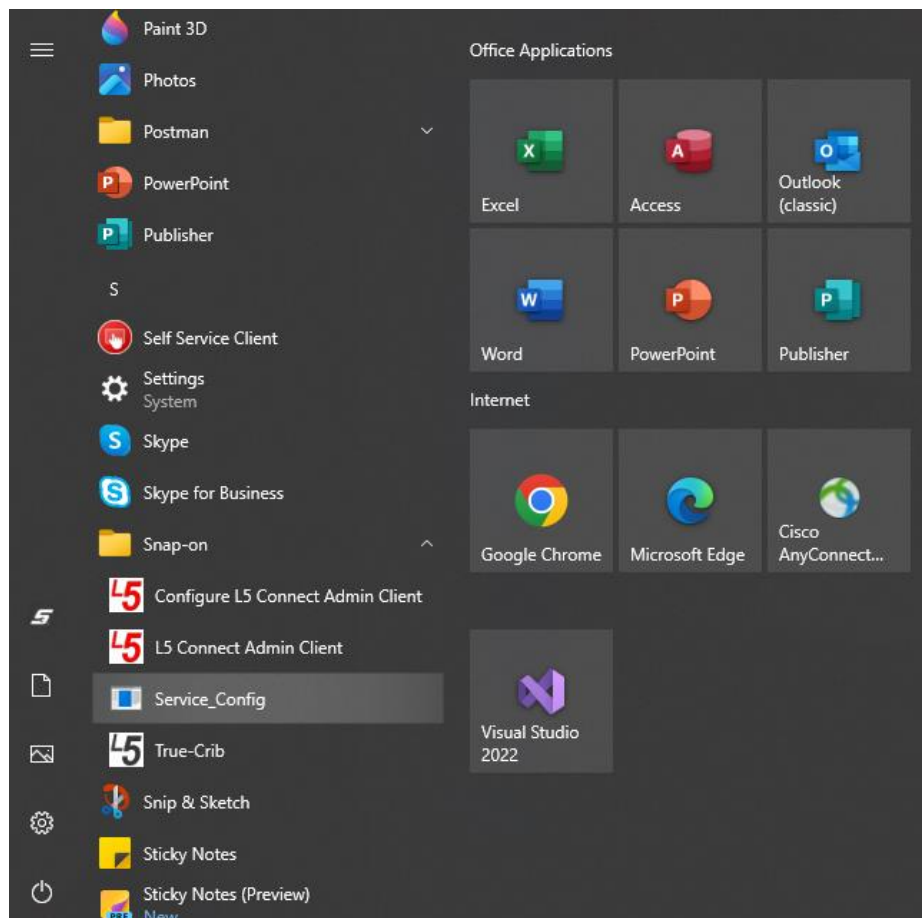 Paint 3D
Photos
Postman
PowerPoint
Publisher
S
Self Service Client
Settings
System
Skype
Skype for Business
Snap-on
Configure L5 Connect Admin Client
L5 Connect Admin Client
Service_Config
True-Crib
Snip & Sketch
Sticky Notes
Sticky Notes (Preview)
New
Office Applications
Excel
Access
Outlook
(classic)
Word
PowerPoint
Publisher
Internet
Google Chrome
Microsoft Edge
Cisco
AnyConnect...
Visual Studio
2022